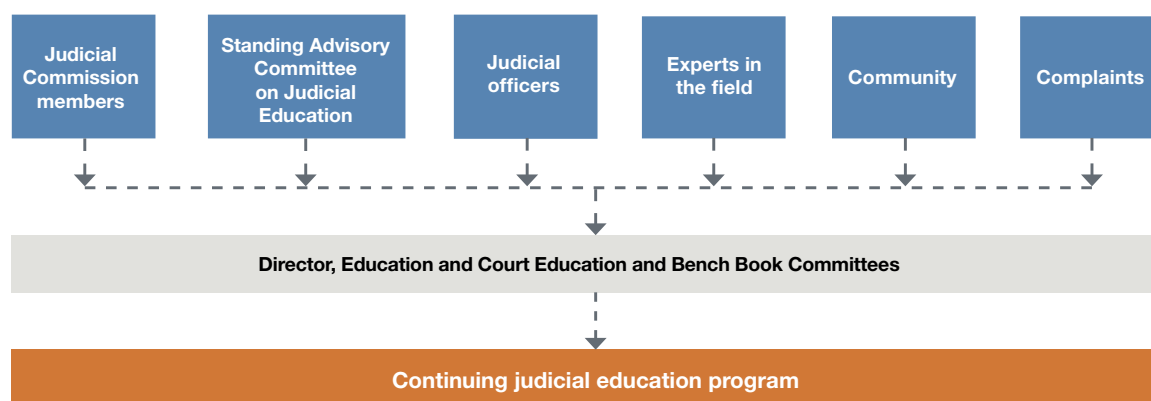 Judicial
Commission
members
Standing Advisory
Committee
on Judicial
Education
Judicial
officers
Experts in
the field
Community
Complaints
Director, Education and Court Education and Bench Book Committees
Continuing judicial education program